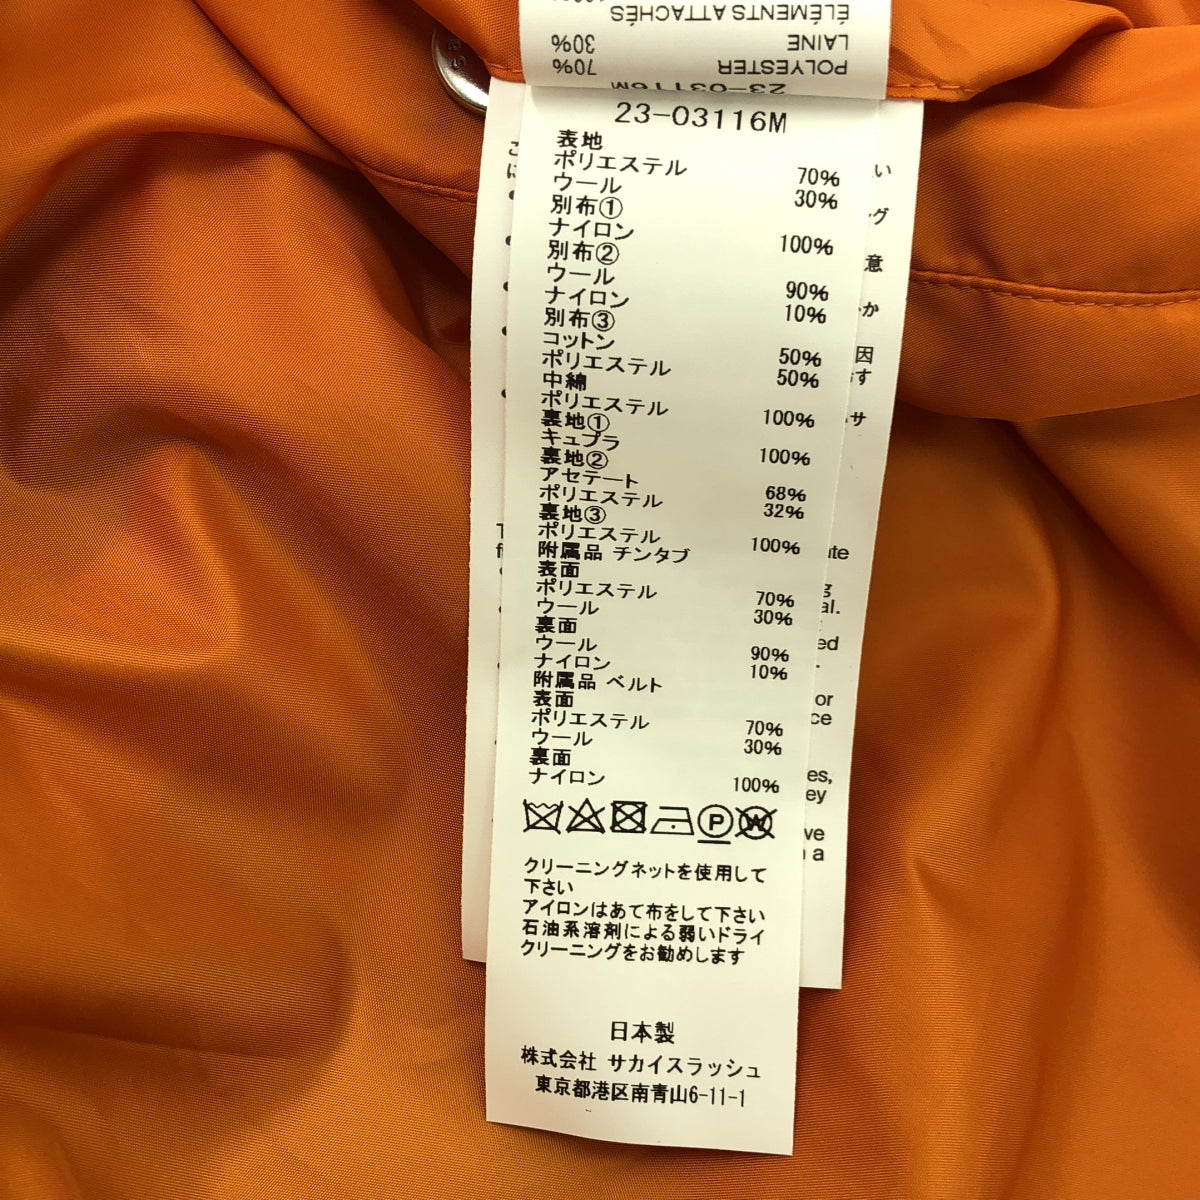 ÉLÉMENTS ATTACHÉS
LAINE 30%
POLYESTER 70%
23-03116M
23-03116M
表地
ポリエステル 70%
ウール 30%
別布①
ナイロン 100%
別布②
ウール 90%
ナイロン 10%
別布③
コットン 50%
ポリエステル 50%
中綿
ポリエステル 100%
裏地①
キュプラ 100%
裏地②
アセテート 68%
ポリエステル 32%
裏地③
ポリエステル 100%
附属品 チンタブ
表面
ポリエステル 70%
ウール 30%
裏面
ウール 90%
ナイロン 10%
附属品 ベルト
表面
ポリエステル 70%
ウール 30%
裏面
ナイロン 100%
P W
クリーニングネットを使用して
下さい
アイロンはあて布をして下さい
石油系溶剤による弱いドライ
クリーニングをお勧めします
日本製
株式会社 サカイスラッシュ
東京都港区南青山6-11-1